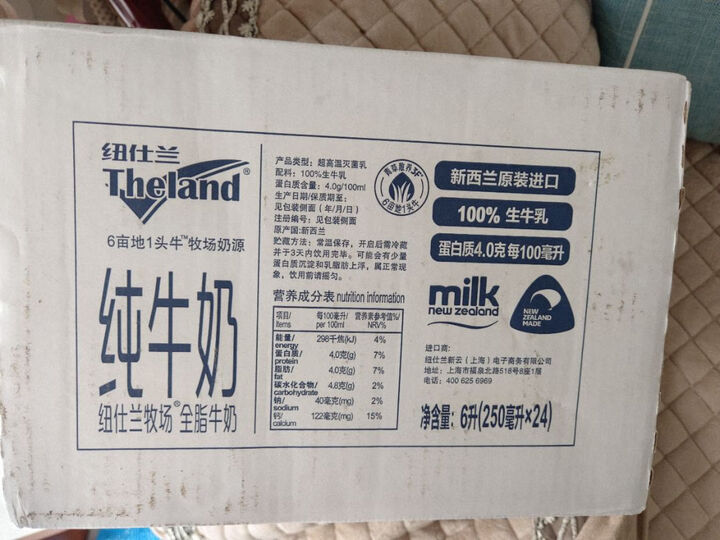 纽仕兰
Theland®
6亩地1头牛™牧场奶源
纯牛奶
纽仕兰牧场®全脂牛奶
产品类型：超高温灭菌乳
配料：100%生牛乳
蛋白质含量：4.0g/100ml
生产日期/保质期至：
见包装侧面（年/月/日）
注册编号：见包装侧面
原产国：新西兰
贮藏方法：常温保存，开启后需冷藏
并于3天内饮用完毕。可能会有少量
蛋白质沉淀和乳脂肪上浮，属正常现
象，饮用前请摇匀。
营养成分表 nutrition information
项目/ 每100毫升/ 营养素参考值%/
Items per 100ml NRV%
能量/ 298千焦(kJ) 4%
energy
蛋白质/ 4.0克(g) 7%
protein
脂肪/ 4.0克(g) 7%
fat
碳水化合物/ 4.8克(g) 2%
carbohydrate
钠/ 40毫克(mg) 2%
sodium
钙/ 122毫克(mg) 15%
calcium
青草散养3F
6亩地1头牛
新西兰原装进口
100% 生牛乳
蛋白质4.0克每100毫升
milk
new zealand
NEW
ZEALAND
MADE
进口商：
纽仕兰新云（上海）电子商务有限公司
地址：上海市福泉北路518号8座1层
电话：400 625 6969
净含量：6升(250毫升×24)